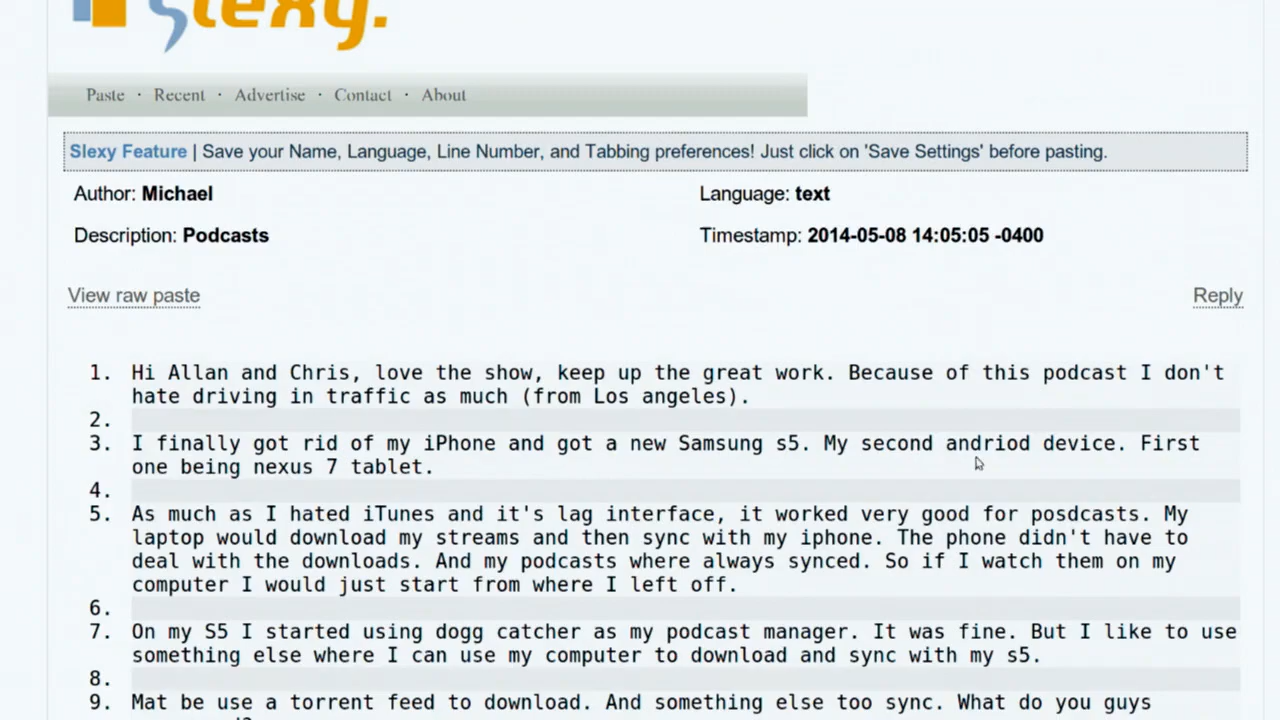 slexy.
Paste · Recent · Advertise · Contact · About
Slexy Feature | Save your Name, Language, Line Number, and Tabbing preferences! Just click on 'Save Settings' before pasting.
Author: Michael Language: text
Description: Podcasts Timestamp: 2014-05-08 14:05:05 -0400
View raw paste Reply
1. Hi Allan and Chris, love the show, keep up the great work. Because of this podcast I don't
hate driving in traffic as much (from Los angeles).
2.
3. I finally got rid of my iPhone and got a new Samsung s5. My second andriod device. First
one being nexus 7 tablet.
4.
5. As much as I hated iTunes and it's lag interface, it worked very good for posdcasts. My
laptop would download my streams and then sync with my iphone. The phone didn't have to
deal with the downloads. And my podcasts where always synced. So if I watch them on my
computer I would just start from where I left off.
6.
7. On my S5 I started using dogg catcher as my podcast manager. It was fine. But I like to use
something else where I can use my computer to download and sync with my s5.
8.
9. Mat be use a torrent feed to download. And something else too sync. What do you guys